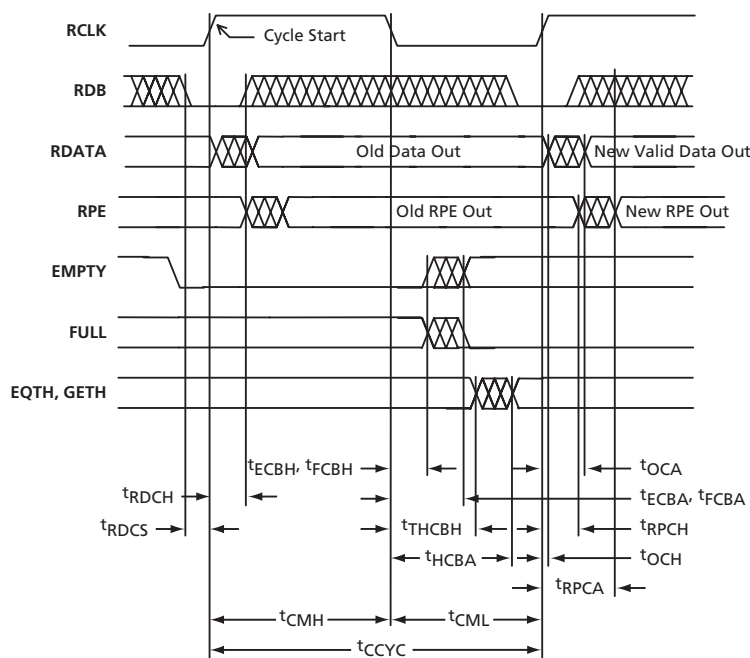 RCLK
Cycle Start
RDB
RDATA
Old Data Out
New Valid Data Out
RPE
Old RPE Out
New RPE Out
EMPTY
FULL
EQTH, GETH
tECBH, tFCBH
tOCA
tRDCH
tECBA, tFCBA
tRDCS
tTHCBH
tRPCH
tHCBA
tOCH
tRPCA
tCMH
tCML
tCCYC